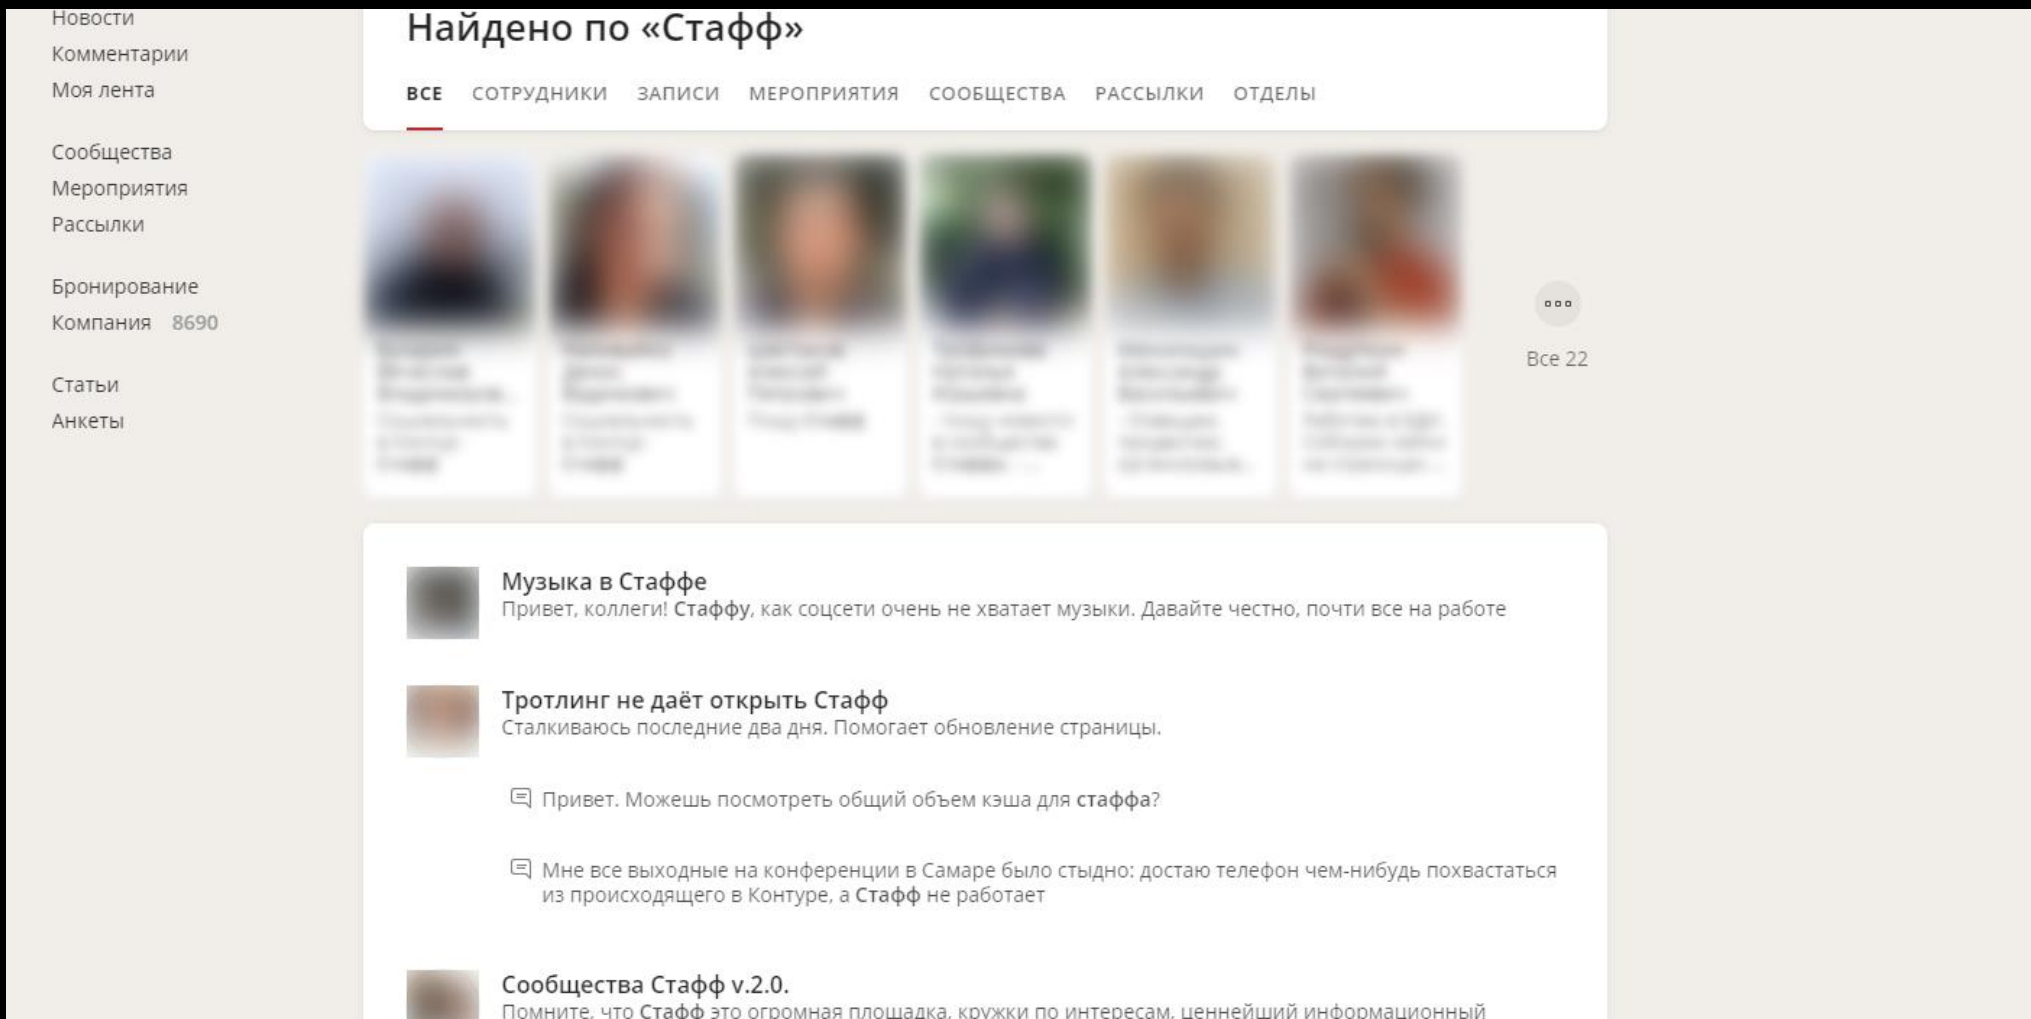 Новости
Комментарии
Моя лента
Сообщества
Мероприятия
Рассылки
Бронирование
Компания 8690
Статьи
Анкеты
Найдено по «Стафф»
ВСЕ СОТРУДНИКИ ЗАПИСИ МЕРОПРИЯТИЯ СООБЩЕСТВА РАССЫЛКИ ОТДЕЛЫ
Все 22
Музыка в Стаффе
Привет, коллеги! Стаффу, как соцсети очень не хватает музыки. Давайте честно, почти все на работе
Тротлинг не даёт открыть Стафф
Сталкиваюсь последние два дня. Помогает обновление страницы.
Привет. Можешь посмотреть общий объем кэша для стаффа?
Мне все выходные на конференции в Самаре было стыдно: достаю телефон чем-нибудь похвастаться
из происходящего в Контуре, а Стафф не работает
Сообщества Стафф v.2.0.
Помните, что Стафф это огромная площадка, кружки по интересам, ценнейший информационный